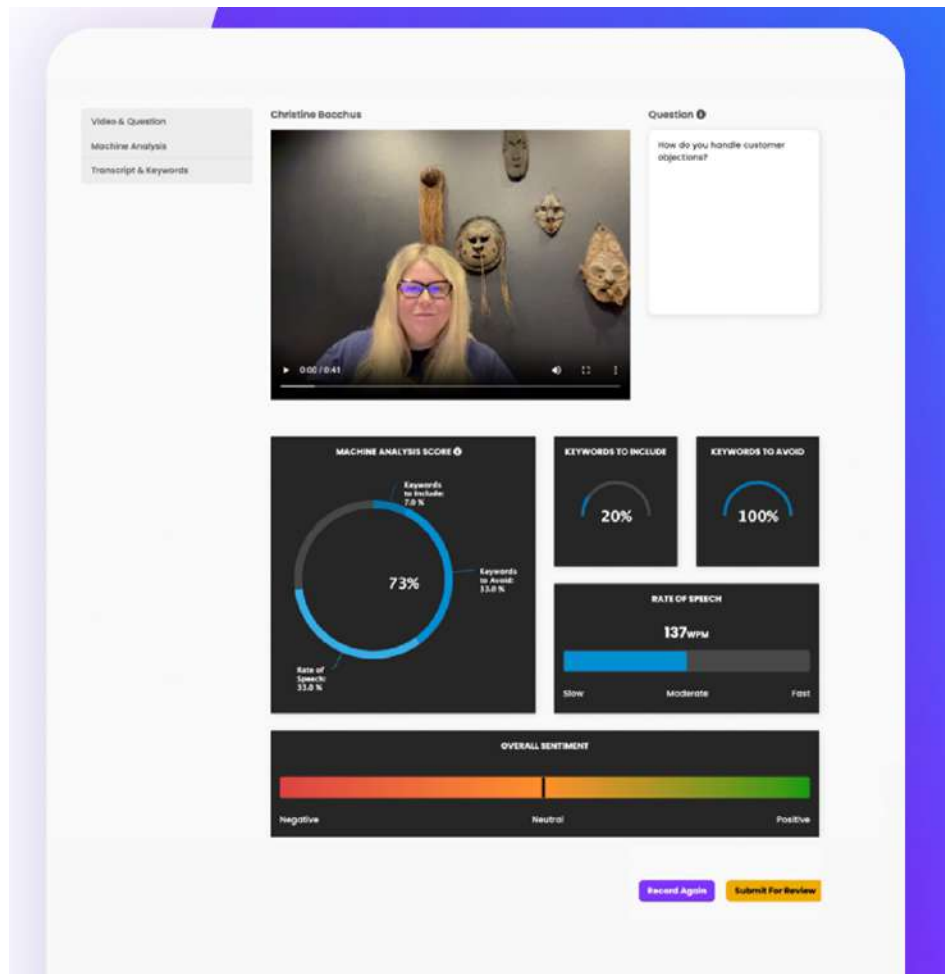 Video & Question
Machine Analysis
Transcript & Keywords
Christine Bacchus
Question
How do you handle customer
objections?
0:00 / 0:41
MACHINE ANALYSIS SCORE
Keywords
to Include:
7.0 %
73%
Keywords
to Avoid:
33.0 %
Rate of
Speech:
33.0 %
KEYWORDS TO INCLUDE
20%
KEYWORDS TO AVOID
100%
RATE OF SPEECH
137WPM
Slow Moderate Fast
OVERALL SENTIMENT
Negative Neutral Positive
Record Again Submit For Review